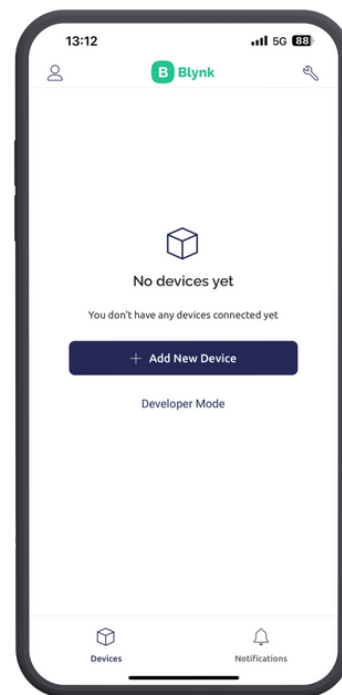 13:12 5G 88
B Blynk
No devices yet
You don't have any devices connected yet
+ Add New Device
Developer Mode
Devices Notifications